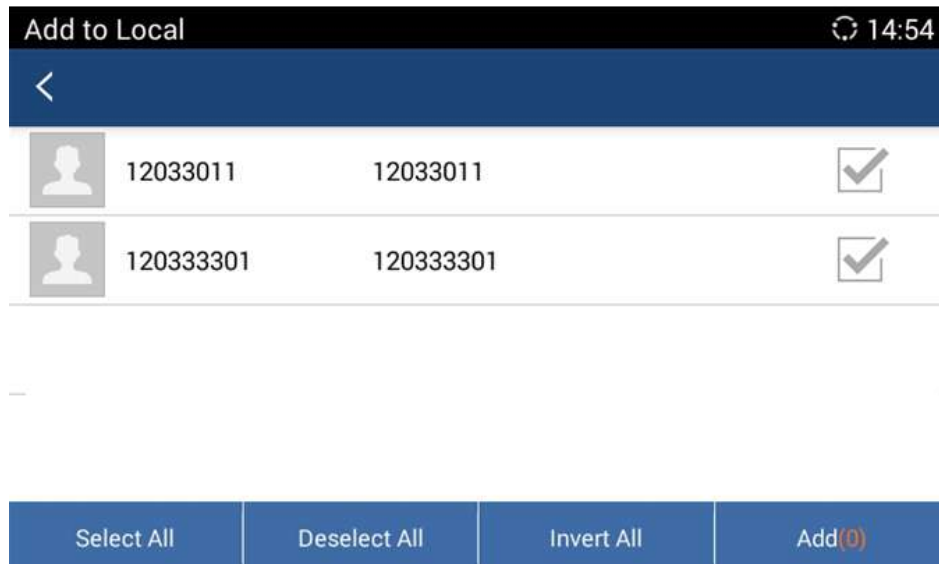 Add to Local 14:54
12033011 12033011
120333301 120333301
Select All Deselect All Invert All Add(0)